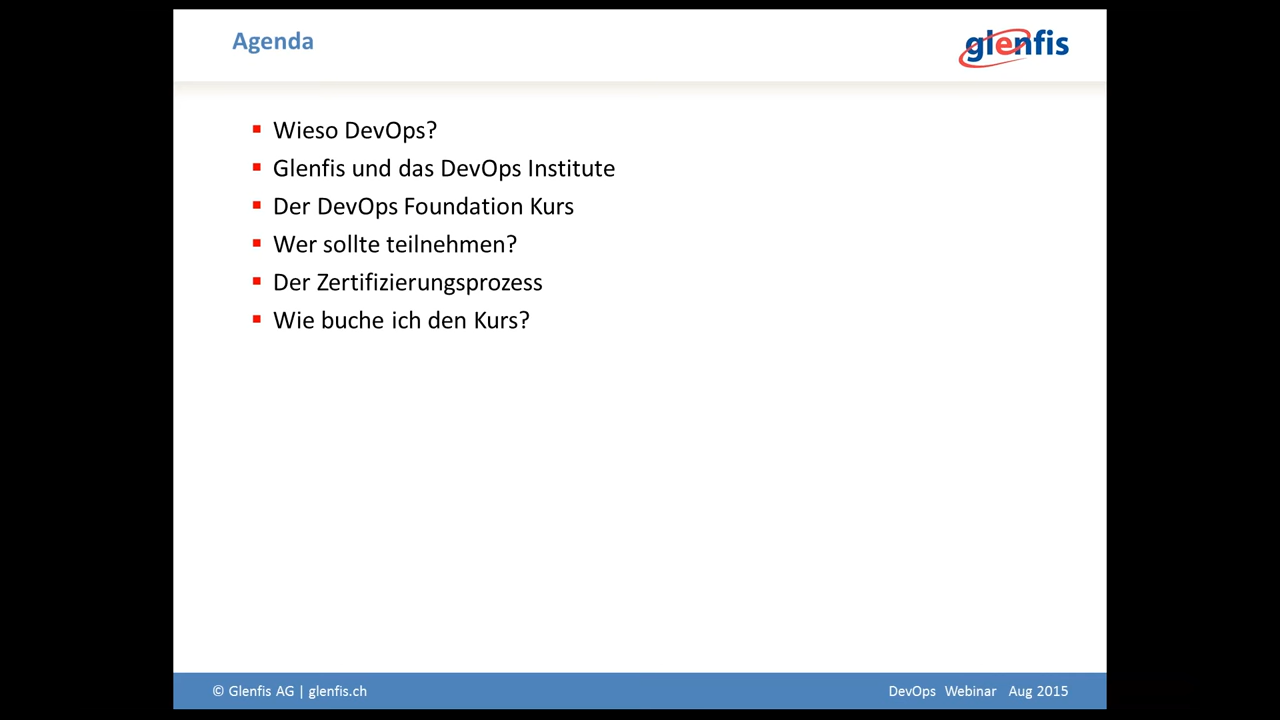 Agenda
glenfis
Wieso DevOps?
Glenfis und das DevOps Institute
Der DevOps Foundation Kurs
Wer sollte teilnehmen?
Der Zertifizierungsprozess
Wie buche ich den Kurs?
© Glenfis AG | glenfis.ch
DevOps Webinar Aug 2015